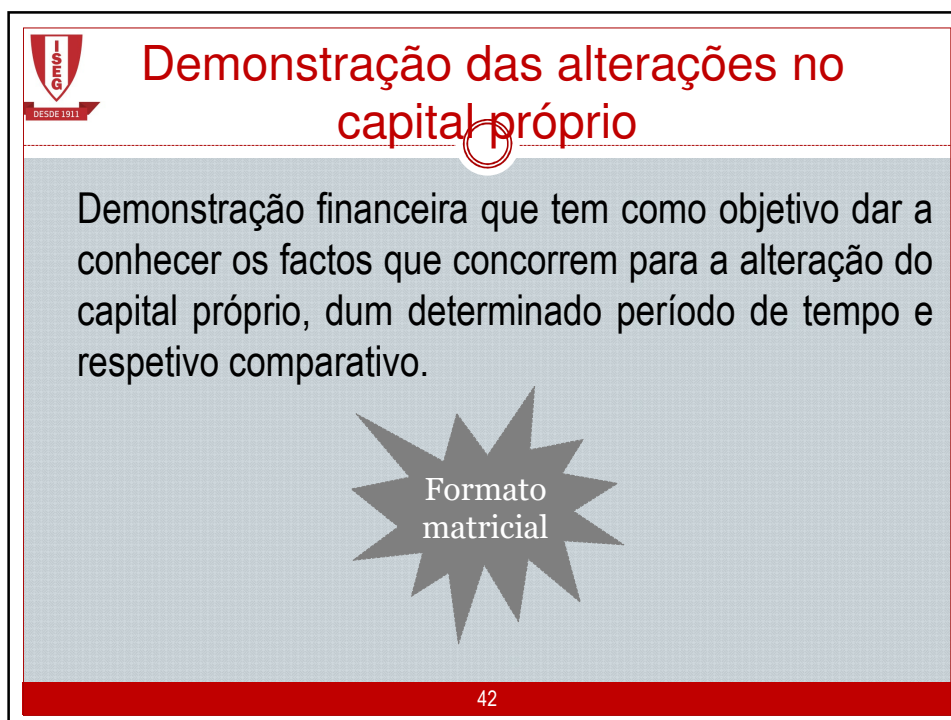 ISEG
DESDE 1911
Demonstração das alterações no
capital próprio
Demonstração financeira que tem como objetivo dar a
conhecer os factos que concorrem para a alteração do
capital próprio, dum determinado período de tempo e
respetivo comparativo.
Formato
matricial
42